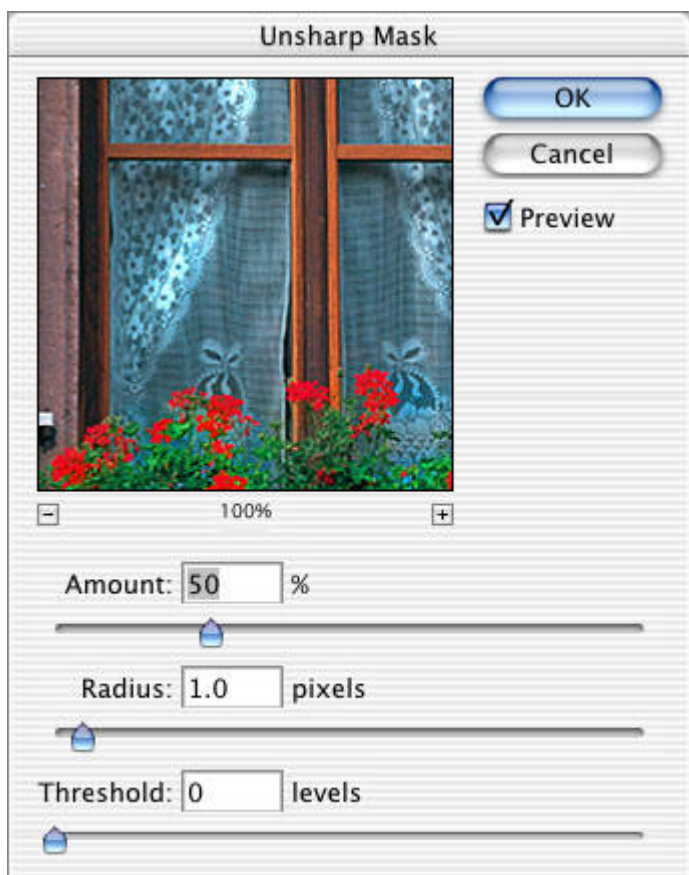 Unsharp Mask
OK
Cancel
Preview
100%
Amount: 50 %
Radius: 1.0 pixels
Threshold: 0 levels